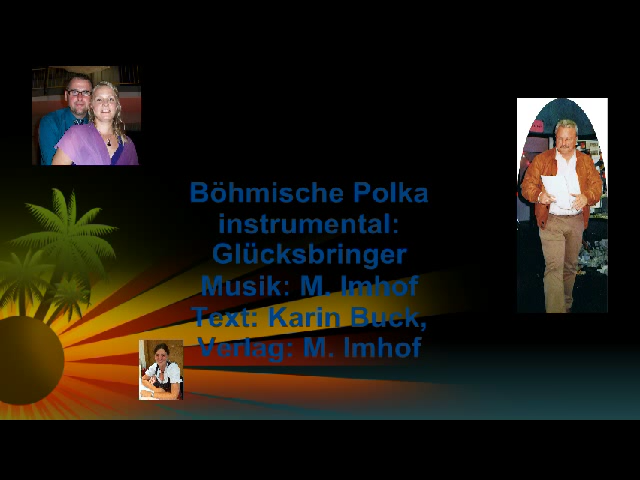 Böhmische Polka
instrumental:
Glücksbringer
Musik: M. Imhof
Text: Karin Buck,
Verlag: M. Imhof